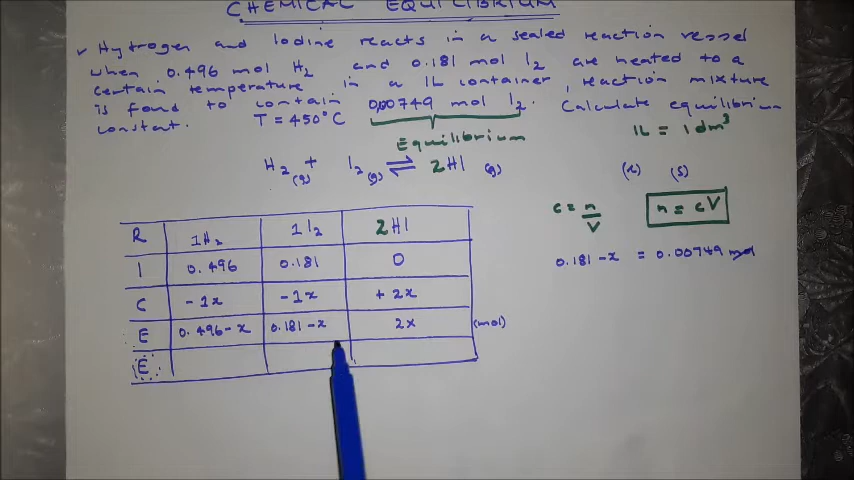 CHEMICAL EQUILIBRIUM
✓ Hydrogen and Iodine reacts in a sealed reaction vessel
when 0.496 mol H₂ and 0.181 mol I₂ are heated to a
certain temperature in a 1L container, reaction mixture
is found to contain 0,00749 mol I₂. Calculate equilibrium
constant. T = 450°C
Equilibrium
1L = 1dm³
H₂ (g) + I₂ (g) ⇌ 2HI (g)
(l) (s)
c = n/V
n = cV
0.181 - x = 0.00749 mol
R 1H₂ 1I₂ 2HI
I 0.496 0.181 0
C -1x -1x +2x
E 0.496-x 0.181-x 2x (mol)
E